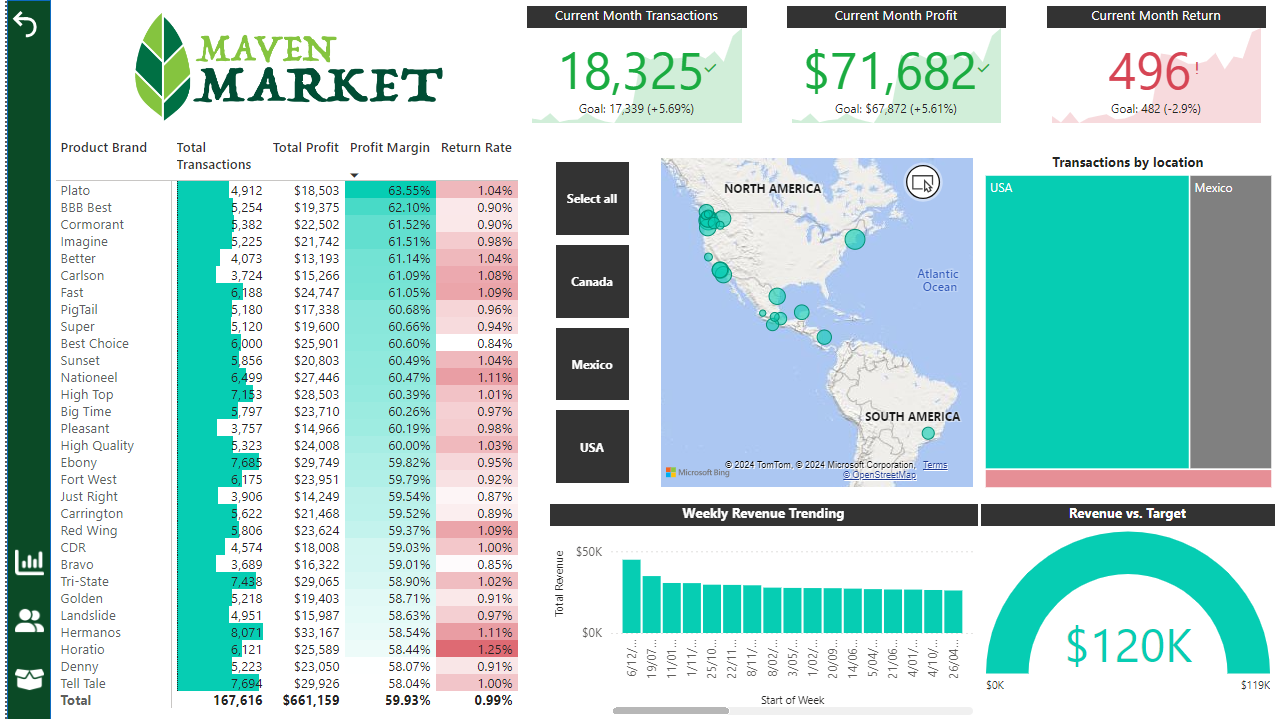 MAVEN
MARKET
Current Month Transactions
18,325
Goal: 17,339 (+5.69%)
Current Month Profit
$71,682
Goal: $67,872 (+5.61%)
Current Month Return
496!
Goal: 482 (-2.9%)
Product Brand Total Transactions Total Profit Profit Margin Return Rate
Plato 4,912 $18,503 63.55% 1.04%
BBB Best 5,254 $19,375 62.10% 0.90%
Cormorant 5,382 $22,502 61.52% 0.90%
Imagine 5,225 $21,742 61.51% 0.98%
Better 4,073 $13,193 61.14% 1.04%
Carlson 3,724 $15,266 61.09% 1.08%
Fast 6,188 $24,747 61.05% 1.09%
PigTail 5,180 $17,338 60.68% 0.96%
Super 5,120 $19,600 60.66% 0.94%
Best Choice 6,000 $25,901 60.60% 0.84%
Sunset 5,856 $20,803 60.49% 1.04%
Nationeel 6,499 $27,446 60.47% 1.11%
High Top 7,153 $28,503 60.39% 1.01%
Big Time 5,797 $23,710 60.26% 0.97%
Pleasant 3,757 $14,966 60.19% 0.98%
High Quality 5,323 $24,008 60.00% 1.03%
Ebony 7,685 $29,749 59.82% 0.95%
Fort West 6,175 $23,951 59.79% 0.92%
Just Right 3,906 $14,249 59.54% 0.87%
Carrington 5,622 $21,468 59.52% 0.89%
Red Wing 5,806 $23,624 59.37% 1.09%
CDR 4,574 $18,008 59.03% 1.00%
Bravo 3,689 $16,322 59.01% 0.85%
Tri-State 7,438 $29,065 58.90% 1.02%
Golden 5,218 $19,403 58.71% 0.91%
Landslide 4,951 $15,987 58.63% 0.97%
Hermanos 8,071 $33,167 58.54% 1.11%
Horatio 6,121 $25,589 58.44% 1.25%
Denny 5,223 $23,050 58.07% 0.91%
Tell Tale 7,694 $29,926 58.04% 1.00%
Total 167,616 $661,159 59.93% 0.99%
Select all
Canada
Mexico
USA
NORTH AMERICA
Atlantic
Ocean
SOUTH AMERICA
Microsoft Bing
© 2024 TomTom, © 2024 Microsoft Corporation, Terms
© OpenStreetMap
Transactions by location
USA
Mexico
Weekly Revenue Trending
Total Revenue
$50K
$0K
6/12/...
19/07/...
11/01...
1/11/...
25/10...
22/11...
8/11/...
8/02/...
3/05/...
1/02/...
20/09...
14/06...
5/04/...
21/06...
4/01/...
4/10/...
26/04...
Start of Week
Revenue vs. Target
$120K
$0K
$119K